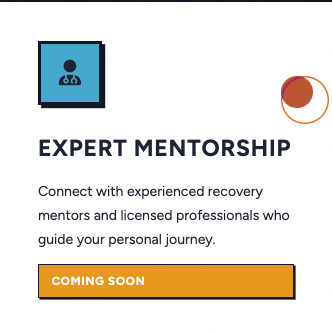 EXPERT MENTORSHIP
Connect with experienced recovery
mentors and licensed professionals who
guide your personal journey.
COMING SOON